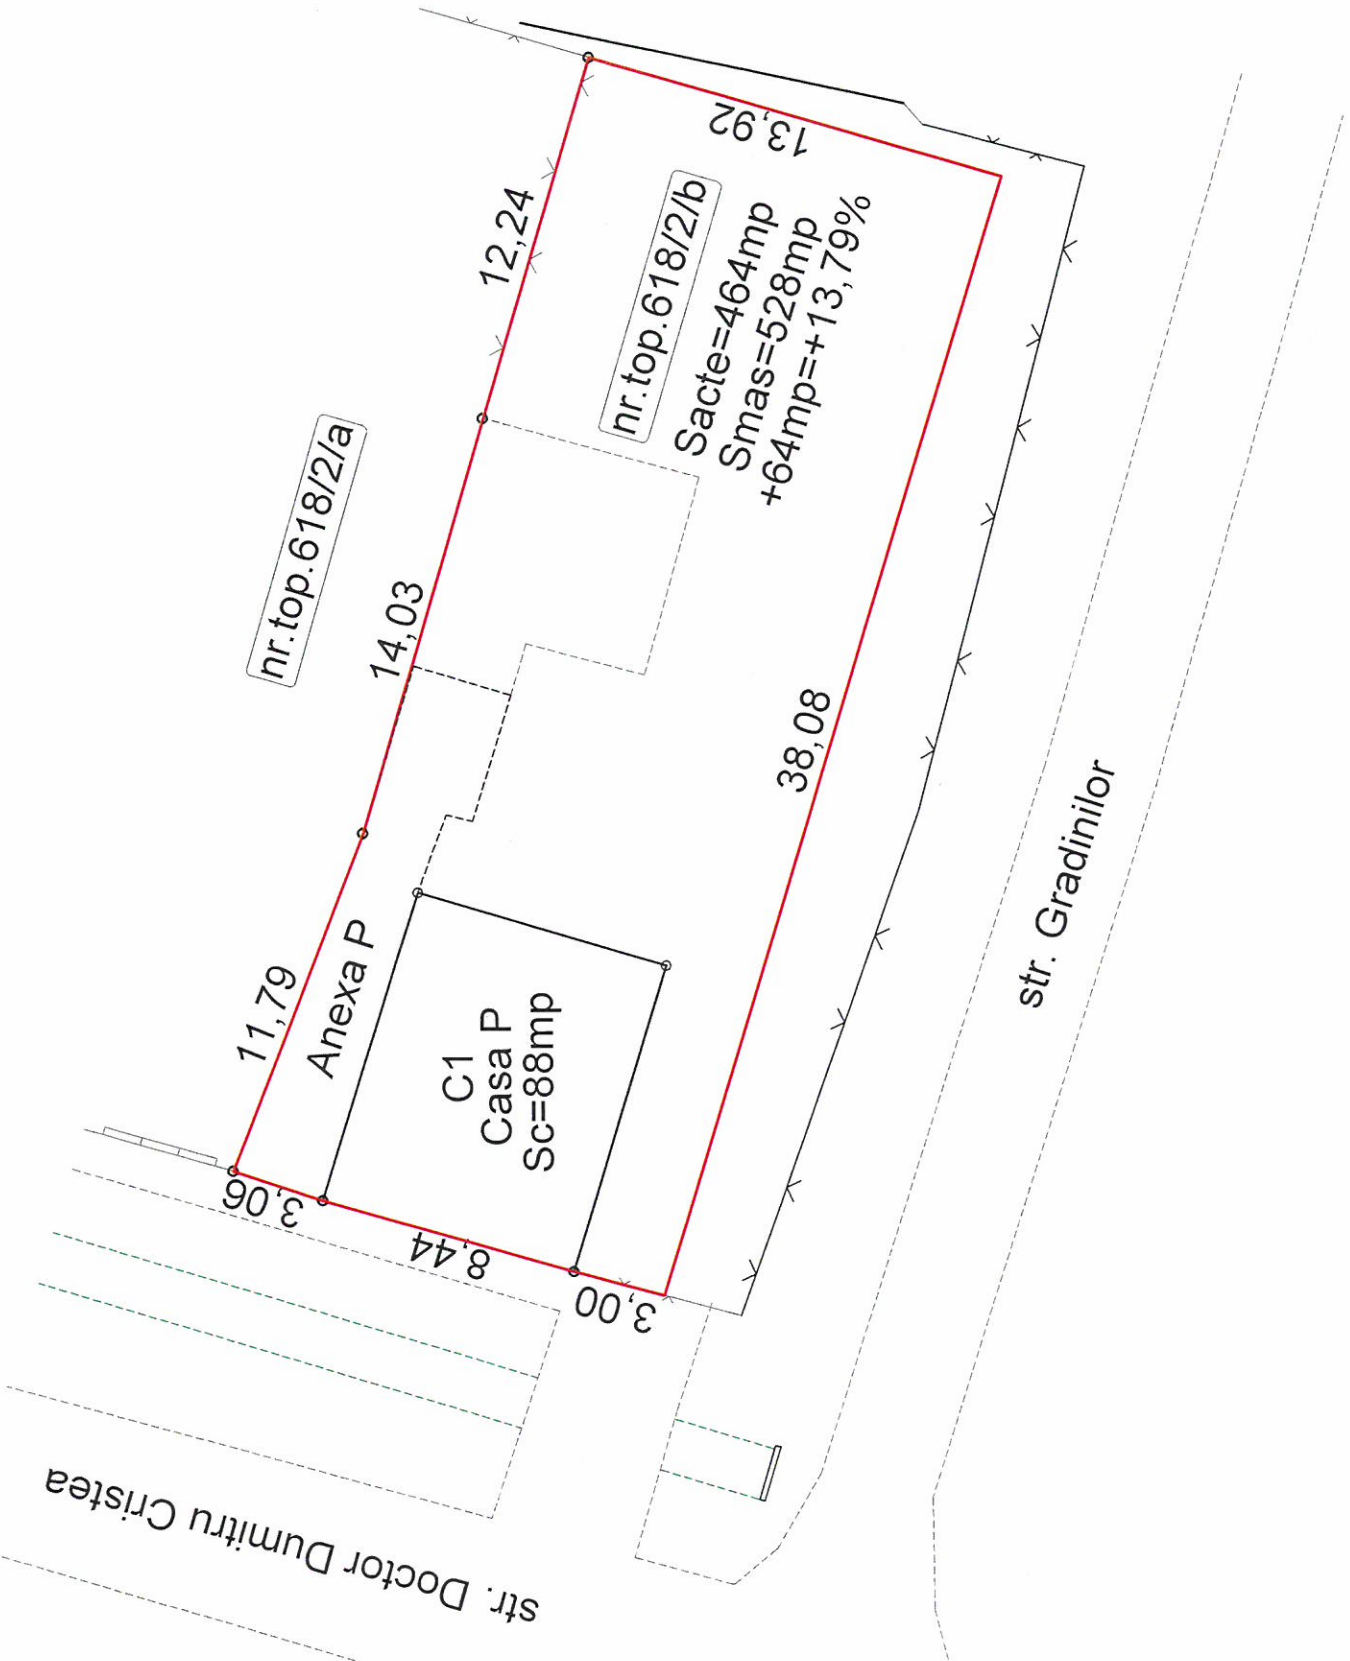 13,92
12,24
nr.top.618/2/b
Sacte=464mp
Smas=528mp
+64mp=+13,79%
nr.top.618/2/a
14,03
38,08
11,79
Anexa P
C1
Casa P
Sc=88mp
str. Gradinilor
3,06
8,44
3,00
str. Doctor Dumitru Cristea